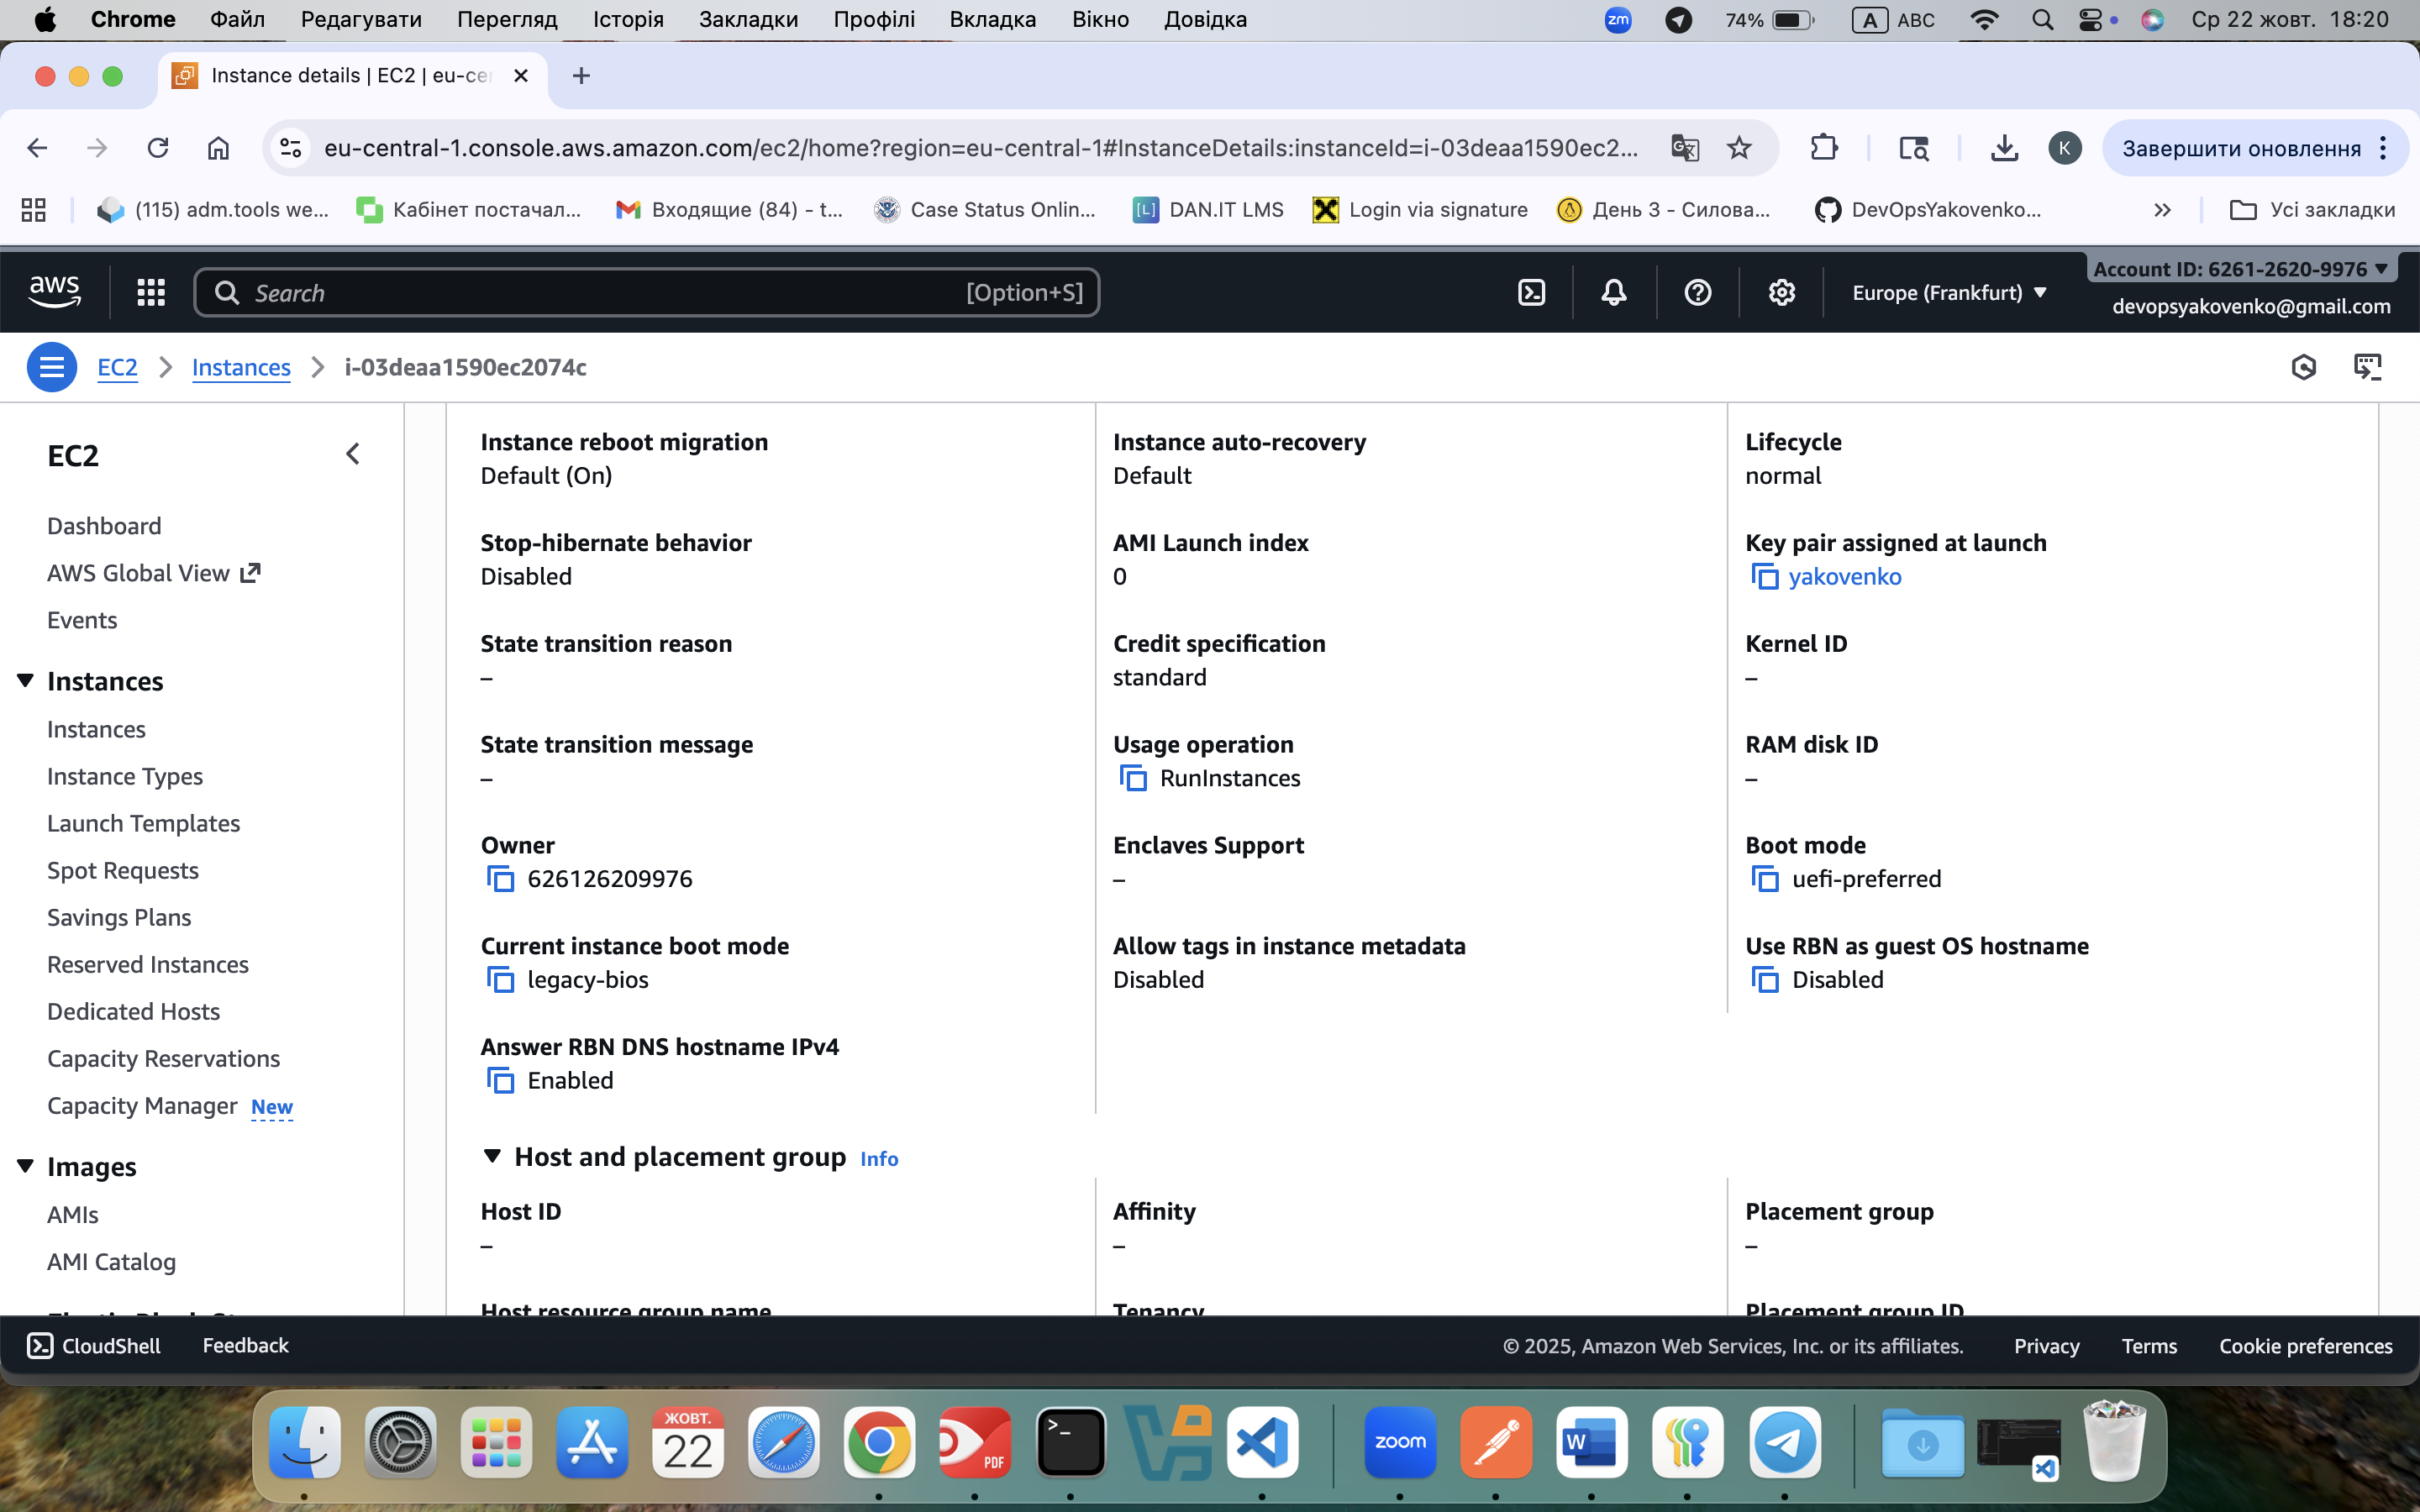 Chrome Файл Редагувати Перегляд Історія Закладки Профілі Вкладка Вікно Довідка zm 74% A ABC Ср 22 жовт. 18:20
Instance details | EC2 | eu-cen
eu-central-1.console.aws.amazon.com/ec2/home?region=eu-central-1#InstanceDetails:instanceId=i-03deaa1590ec2... K Завершити оновлення
(115) adm.tools we... Кабінет постачал... Входящие (84) - t... Case Status Onlin... [L] DAN.IT LMS Login via signature День 3 - Силова... DevOpsYakovenko... Усі закладки
aws Search [Option+S] Europe (Frankfurt) Account ID: 6261-2620-9976
devopsyakovenko@gmail.com
EC2 Instances i-03deaa1590ec2074c
EC2
Dashboard
AWS Global View
Events
Instances
Instances
Instance Types
Launch Templates
Spot Requests
Savings Plans
Reserved Instances
Dedicated Hosts
Capacity Reservations
Capacity Manager New
Images
AMIs
AMI Catalog
Instance reboot migration
Default (On)
Instance auto-recovery
Default
Lifecycle
normal
Stop-hibernate behavior
Disabled
AMI Launch index
0
Key pair assigned at launch
yakovenko
State transition reason
–
Credit specification
standard
Kernel ID
–
State transition message
–
Usage operation
RunInstances
RAM disk ID
–
Owner
626126209976
Enclaves Support
–
Boot mode
uefi-preferred
Current instance boot mode
legacy-bios
Allow tags in instance metadata
Disabled
Use RBN as guest OS hostname
Disabled
Answer RBN DNS hostname IPv4
Enabled
Host and placement group Info
Host ID
–
Affinity
–
Placement group
–
Host resource group name
Tenancy
Placement group ID
CloudShell Feedback © 2025, Amazon Web Services, Inc. or its affiliates. Privacy Terms Cookie preferences
ЖОВТ.
22
PDF
>_
zoom
W